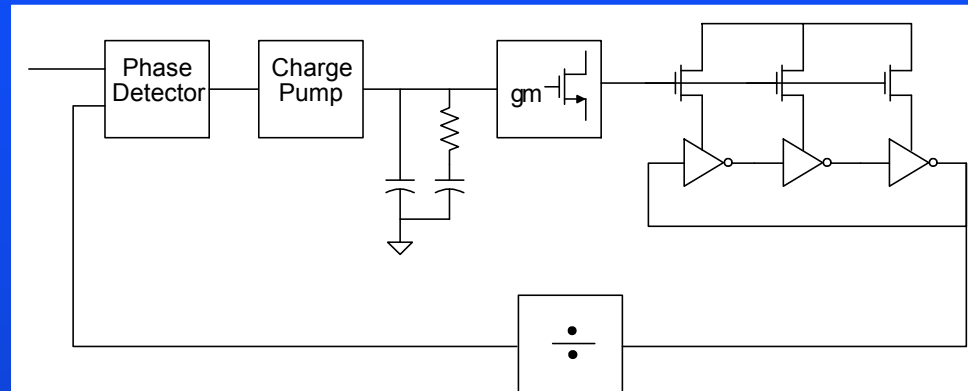 Phase
Detector
Charge
Pump
gm
÷